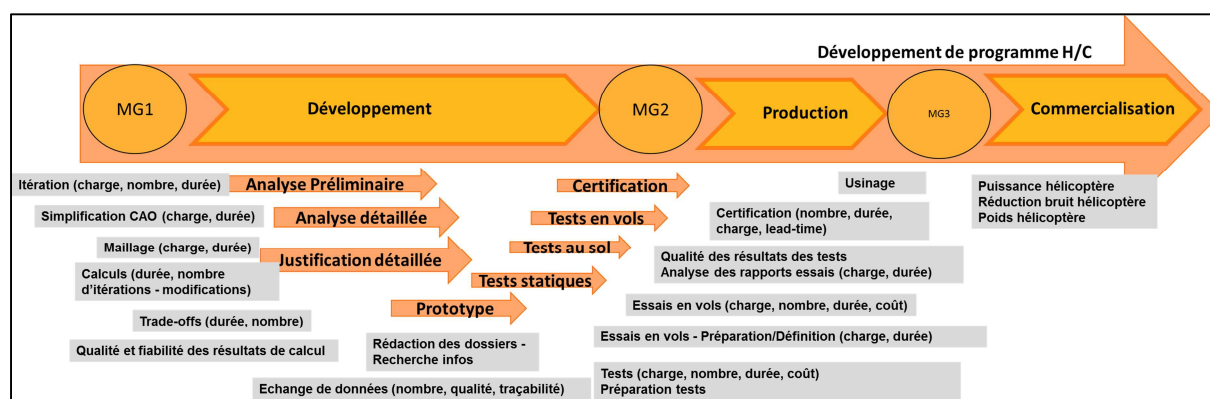 Développement de programme H/C
MG1
Développement
MG2
Production
MG3
Commercialisation
Itération (charge, nombre, durée)
Analyse Préliminaire
Certification
Usinage
Puissance hélicoptère
Réduction bruit hélicoptère
Poids hélicoptère
Simplification CAO (charge, durée)
Analyse détaillée
Tests en vols
Certification (nombre, durée,
charge, lead-time)
Maillage (charge, durée)
Justification détaillée
Tests au sol
Qualité des résultats des tests
Analyse des rapports essais (charge, durée)
Calculs (durée, nombre
d’itérations - modifications)
Tests statiques
Trade-offs (durée, nombre)
Prototype
Essais en vols (charge, nombre, durée, coût)
Qualité et fiabilité des résultats de calcul
Rédaction des dossiers -
Recherche infos
Essais en vols - Préparation/Définition (charge, durée)
Echange de données (nombre, qualité, traçabilité)
Tests (charge, nombre, durée, coût)
Préparation tests